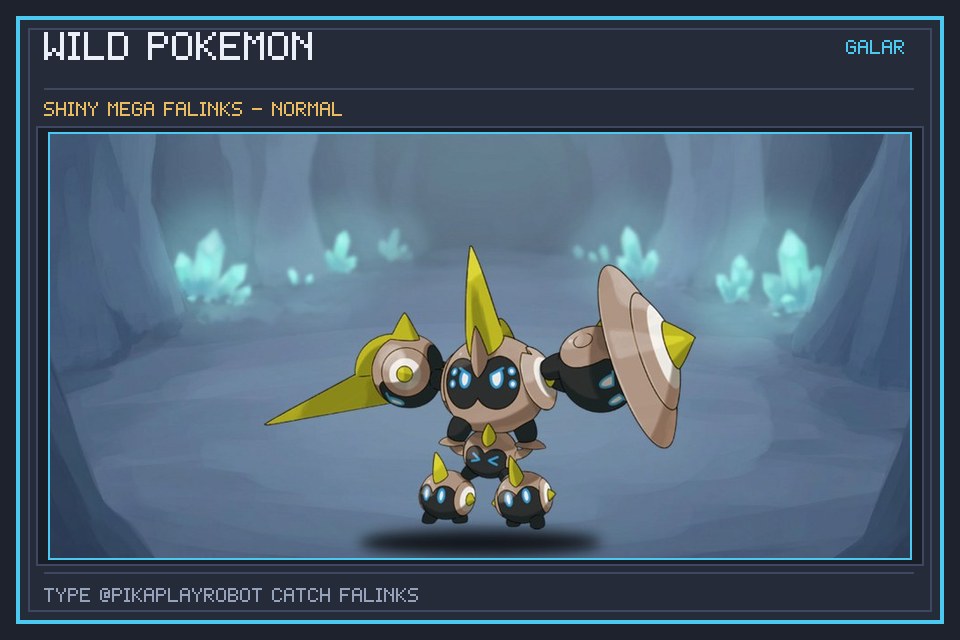 WILD POKEMON
GALAR
SHINY MEGA FALINKS - NORMAL
TYPE @PIKAPLAYROBOT CATCH FALINKS